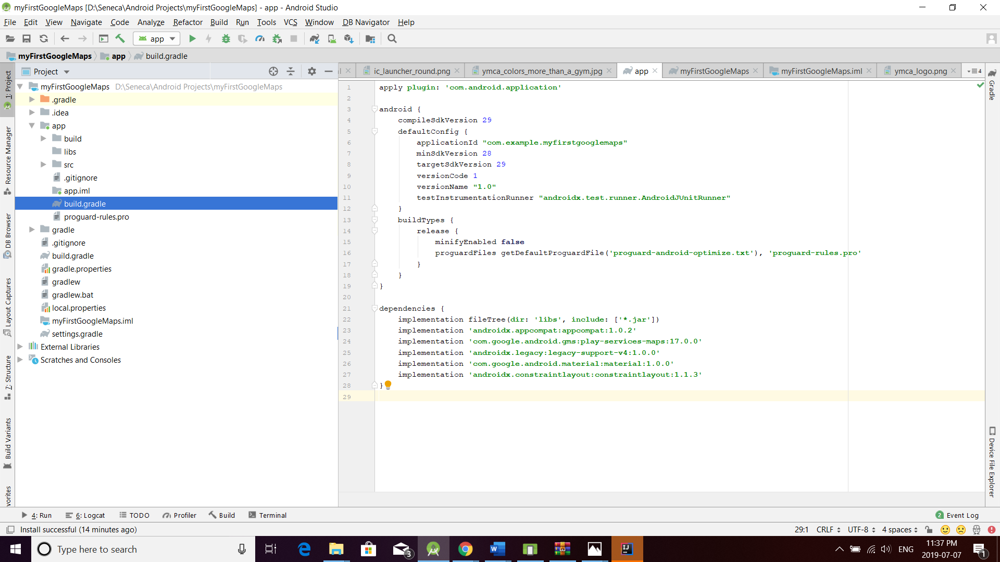 myFirstGoogleMaps [D:\Seneca\Android Projects\myFirstGoogleMaps] - app - Android Studio
File Edit View Navigate Code Analyze Refactor Build Run Tools VCS Window DB Navigator Help
app
myFirstGoogleMaps app build.gradle
Project
ic_launcher_round.png ymca_colors_more_than_a_gym.jpg app myFirstGoogleMaps myFirstGoogleMaps.iml ymca_logo.png 4
1: Project
Resource Manager
DB Browser
Layout Captures
7: Structure
Build Variants
vorites
myFirstGoogleMaps D:\Seneca\Android Projects\myFirstGoogleMaps
.gradle
.idea
app
build
libs
src
.gitignore
app.iml
build.gradle
proguard-rules.pro
gradle
.gitignore
build.gradle
gradle.properties
gradlew
gradlew.bat
local.properties
myFirstGoogleMaps.iml
settings.gradle
External Libraries
Scratches and Consoles
1 apply plugin: 'com.android.application'
2
3 android {
4 compileSdkVersion 29
5 defaultConfig {
6 applicationId "com.example.myfirstgooglemaps"
7 minSdkVersion 28
8 targetSdkVersion 29
9 versionCode 1
10 versionName "1.0"
11 testInstrumentationRunner "androidx.test.runner.AndroidJUnitRunner"
12 }
13 buildTypes {
14 release {
15 minifyEnabled false
16 proguardFiles getDefaultProguardFile('proguard-android-optimize.txt'), 'proguard-rules.pro'
17 }
18 }
19 }
20
21 dependencies {
22 implementation fileTree(dir: 'libs', include: ['*.jar'])
23 implementation 'androidx.appcompat:appcompat:1.0.2'
24 implementation 'com.google.android.gms:play-services-maps:17.0.0'
25 implementation 'androidx.legacy:legacy-support-v4:1.0.0'
26 implementation 'com.google.android.material:material:1.0.0'
27 implementation 'androidx.constraintlayout:constraintlayout:1.1.3'
28 }
29
Gradle
Device File Explorer
4: Run 6: Logcat TODO Profiler Build Terminal 2 Event Log
Install successful (14 minutes ago) 29:1 CRLF UTF-8 4 spaces
Type here to search 3 ENG 11:37 PM 1
2019-07-07